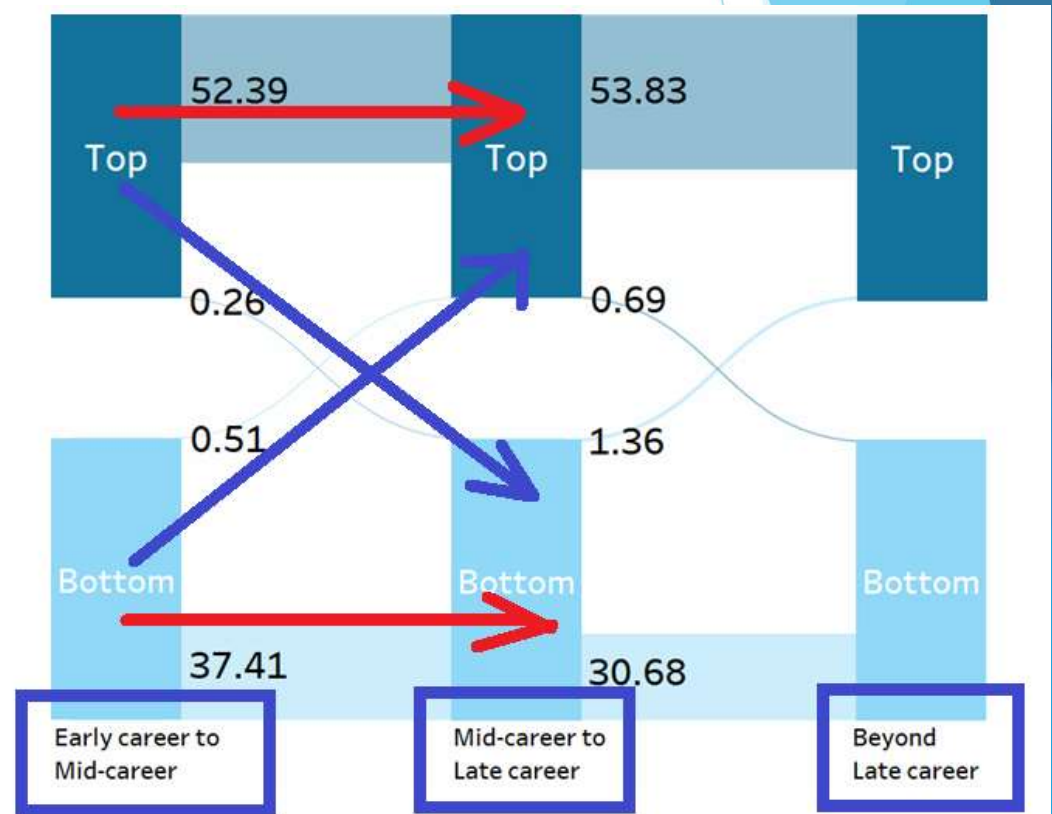 52.39
53.83
Top
Top
Top
0.26
0.69
0.51
1.36
Bottom
Bottom
Bottom
37.41
30.68
Early career to
Mid-career
Mid-career to
Late career
Beyond
Late career